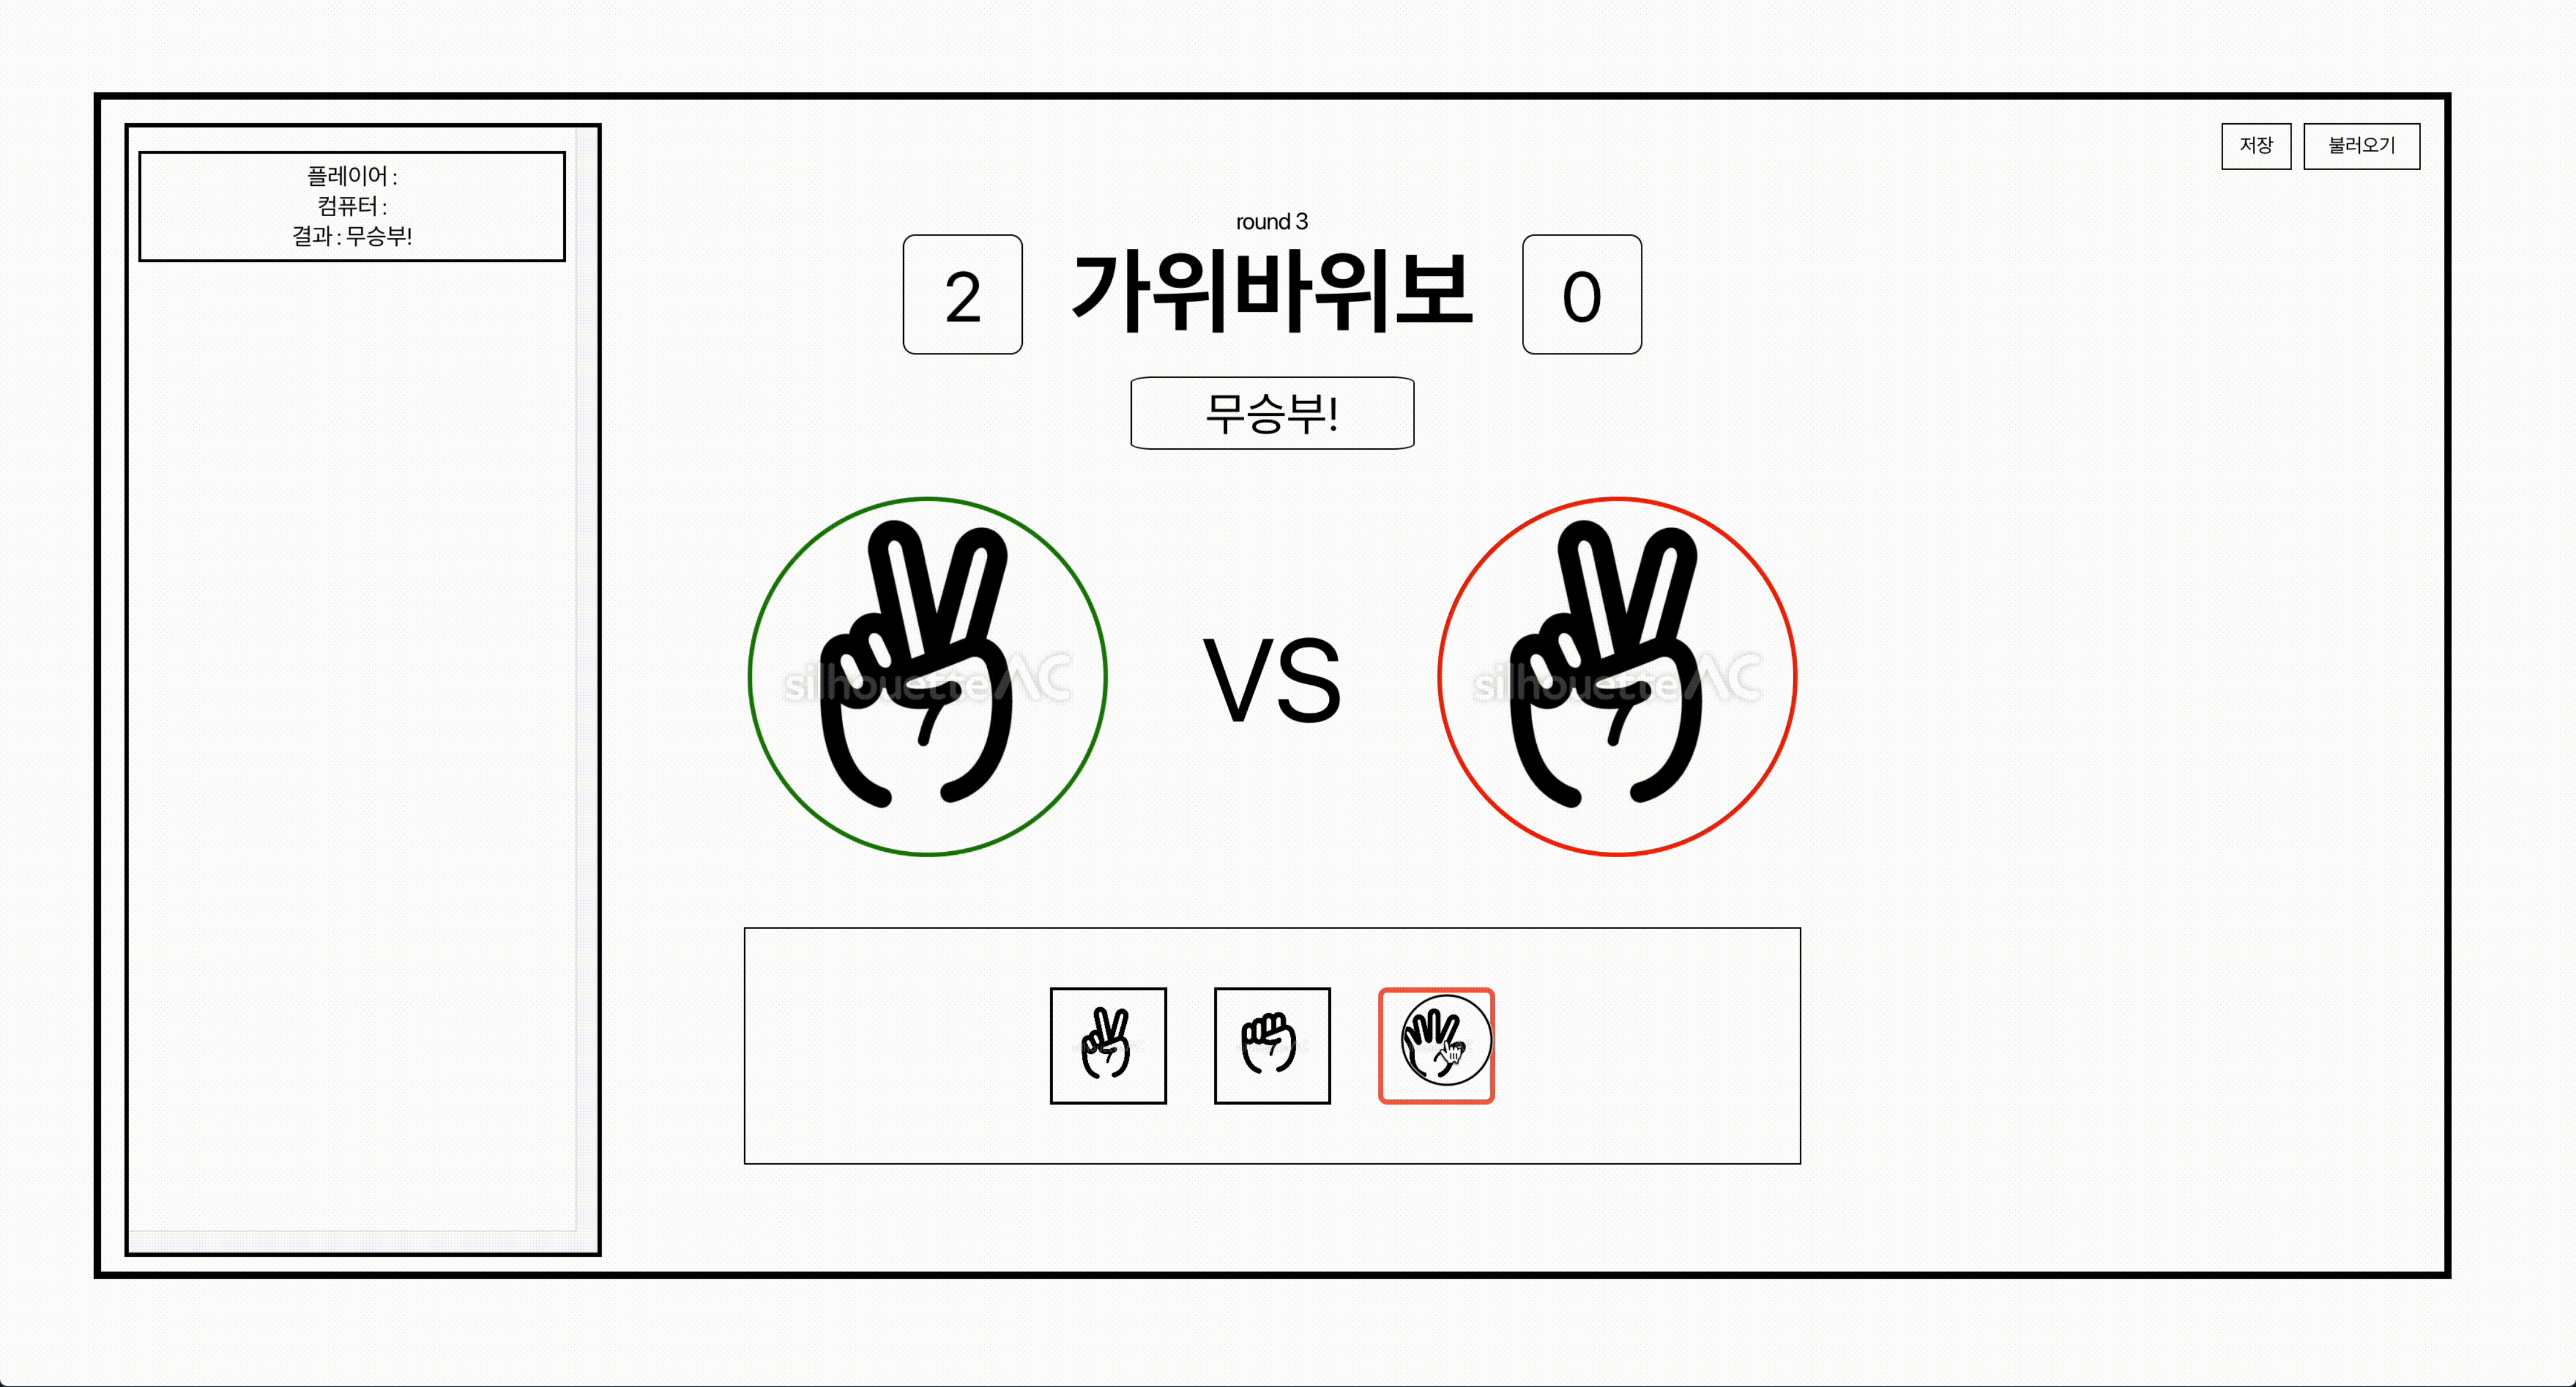 플레이어 :
컴퓨터 :
결과 : 무승부!
저장
불러오기
round 3
2
가위바위보
0
무승부!
silhouetteAC
VS
silhouetteAC